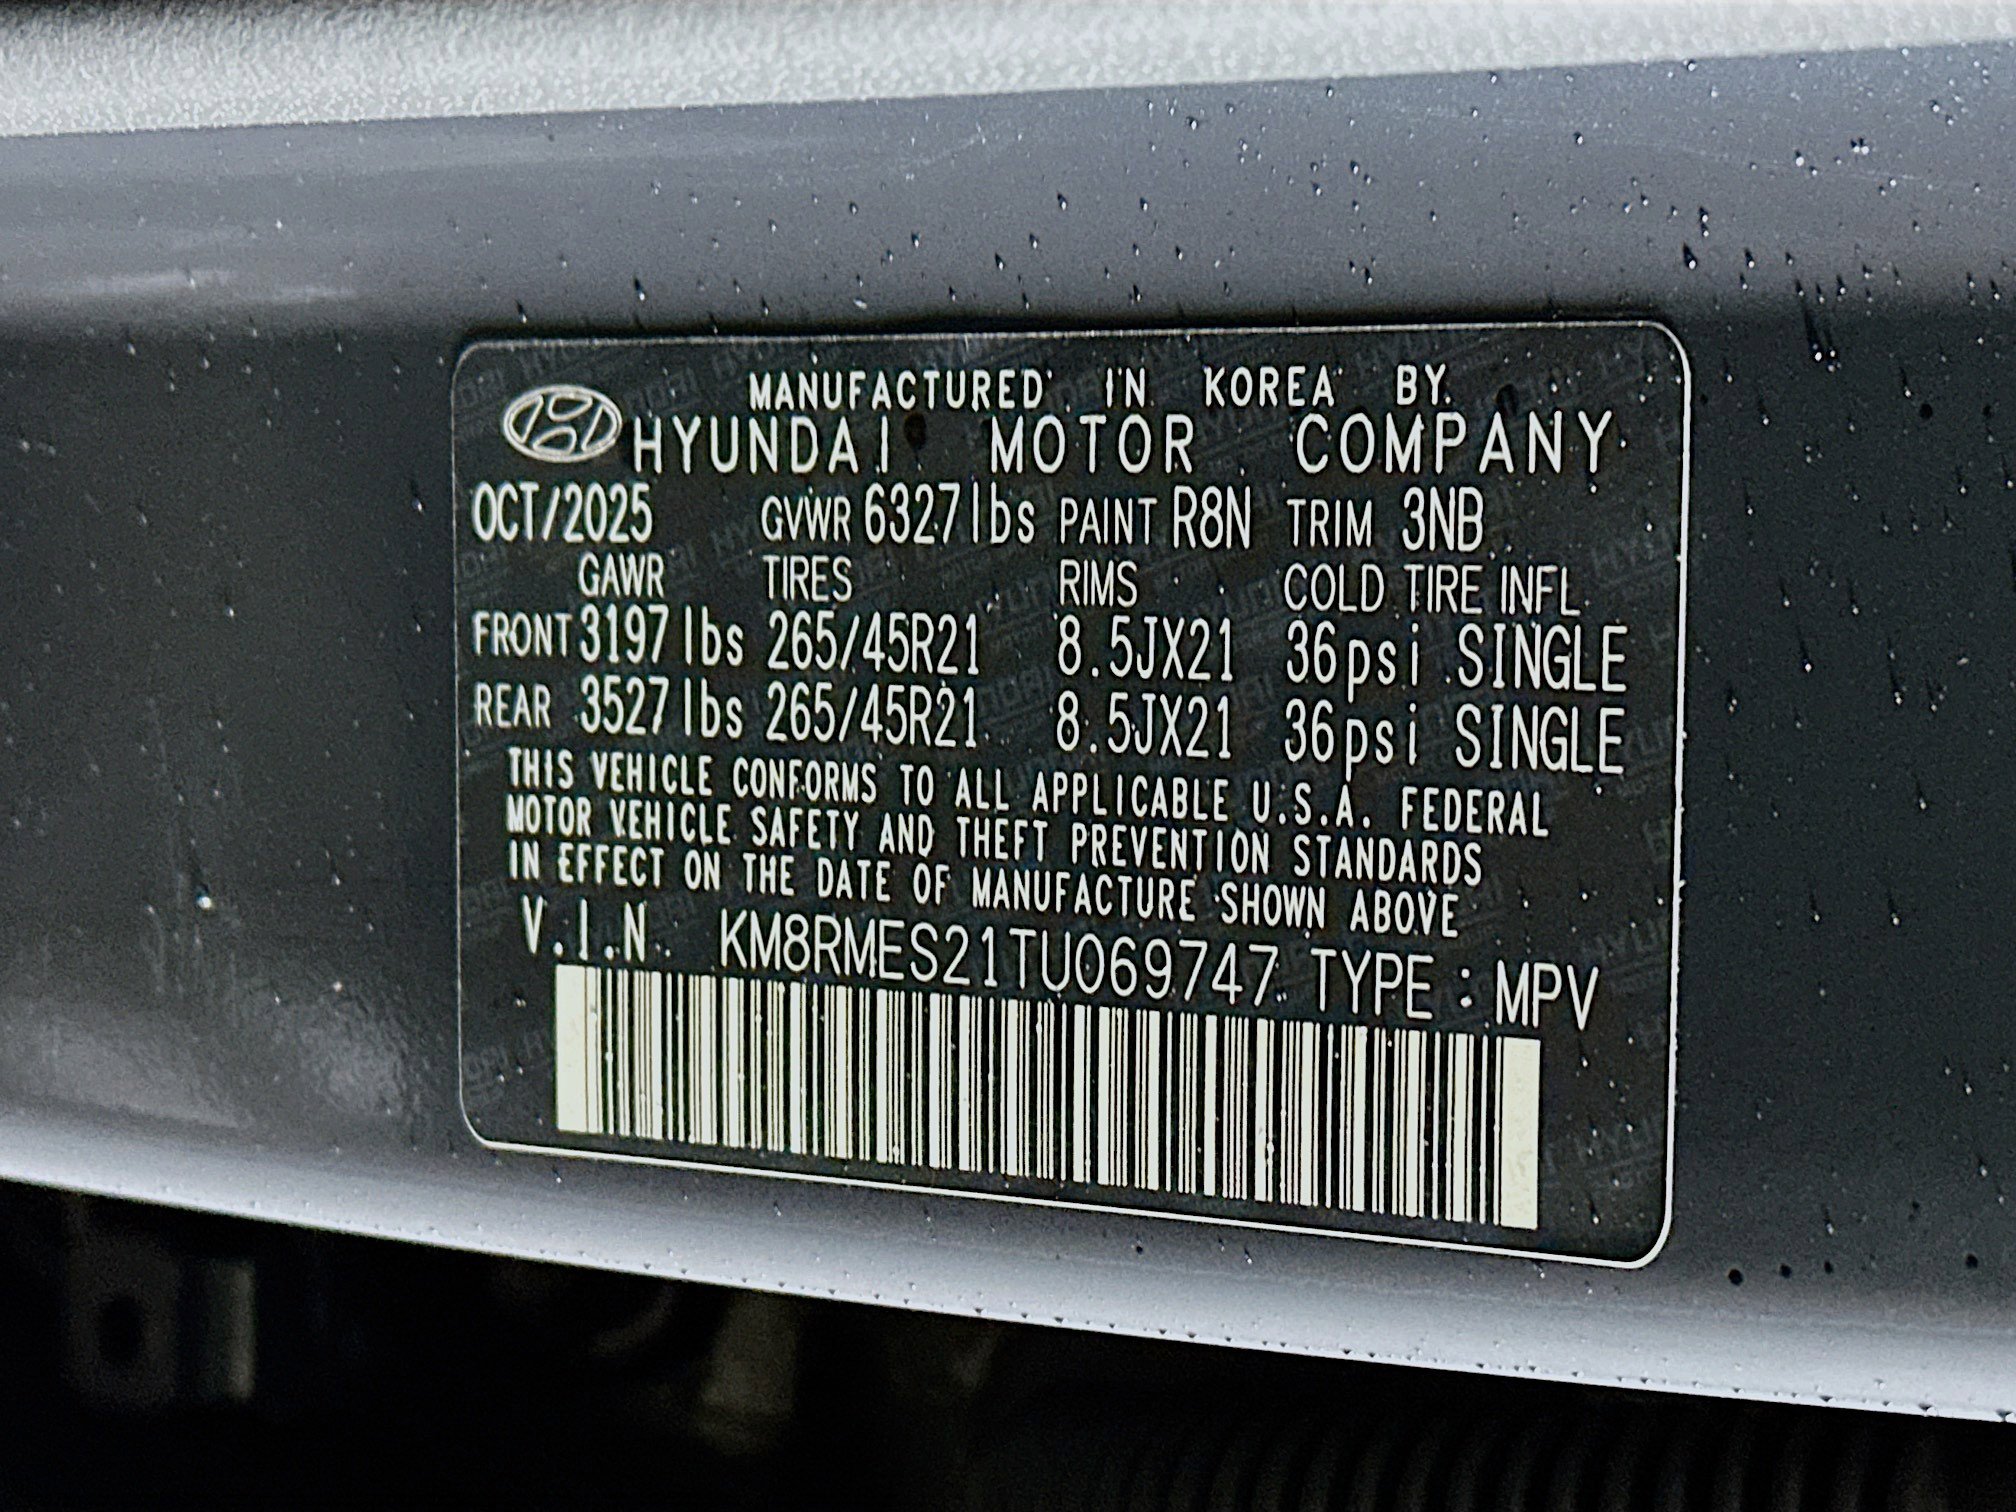 MANUFACTURED IN KOREA BY
HYUNDAI MOTOR COMPANY
OCT/2025 GVWR 6327lbs PAINT R8N TRIM 3NB
GAWR TIRES RIMS COLD TIRE INFL
FRONT 3197lbs 265/45R21 8.5JX21 36psi SINGLE
REAR 3527lbs 265/45R21 8.5JX21 36psi SINGLE
THIS VEHICLE CONFORMS TO ALL APPLICABLE U.S.A. FEDERAL
MOTOR VEHICLE SAFETY AND THEFT PREVENTION STANDARDS
IN EFFECT ON THE DATE OF MANUFACTURE SHOWN ABOVE
V.I.N KM8RMES21TU069747 TYPE : MPV